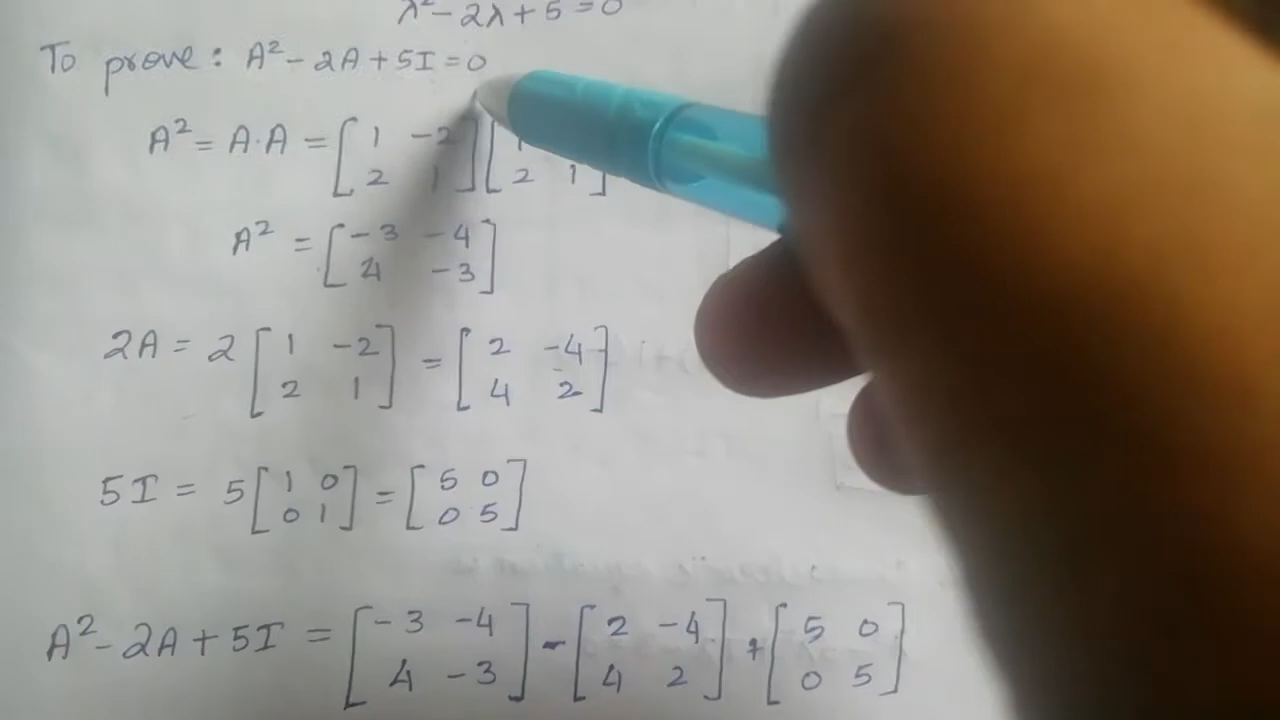 λ² - 2λ + 5 = 0
To prove: A² - 2A + 5I = 0
A² = A·A = [1 -2; 2 1] [1; 2 1]
A² = [-3 -4; 4 -3]
2A = 2 [1 -2; 2 1] = [2 -4; 4 2]
5I = 5 [1 0; 0 1] = [5 0; 0 5]
A² - 2A + 5I = [-3 -4; 4 -3] - [2 -4; 4 2] + [5 0; 0 5]